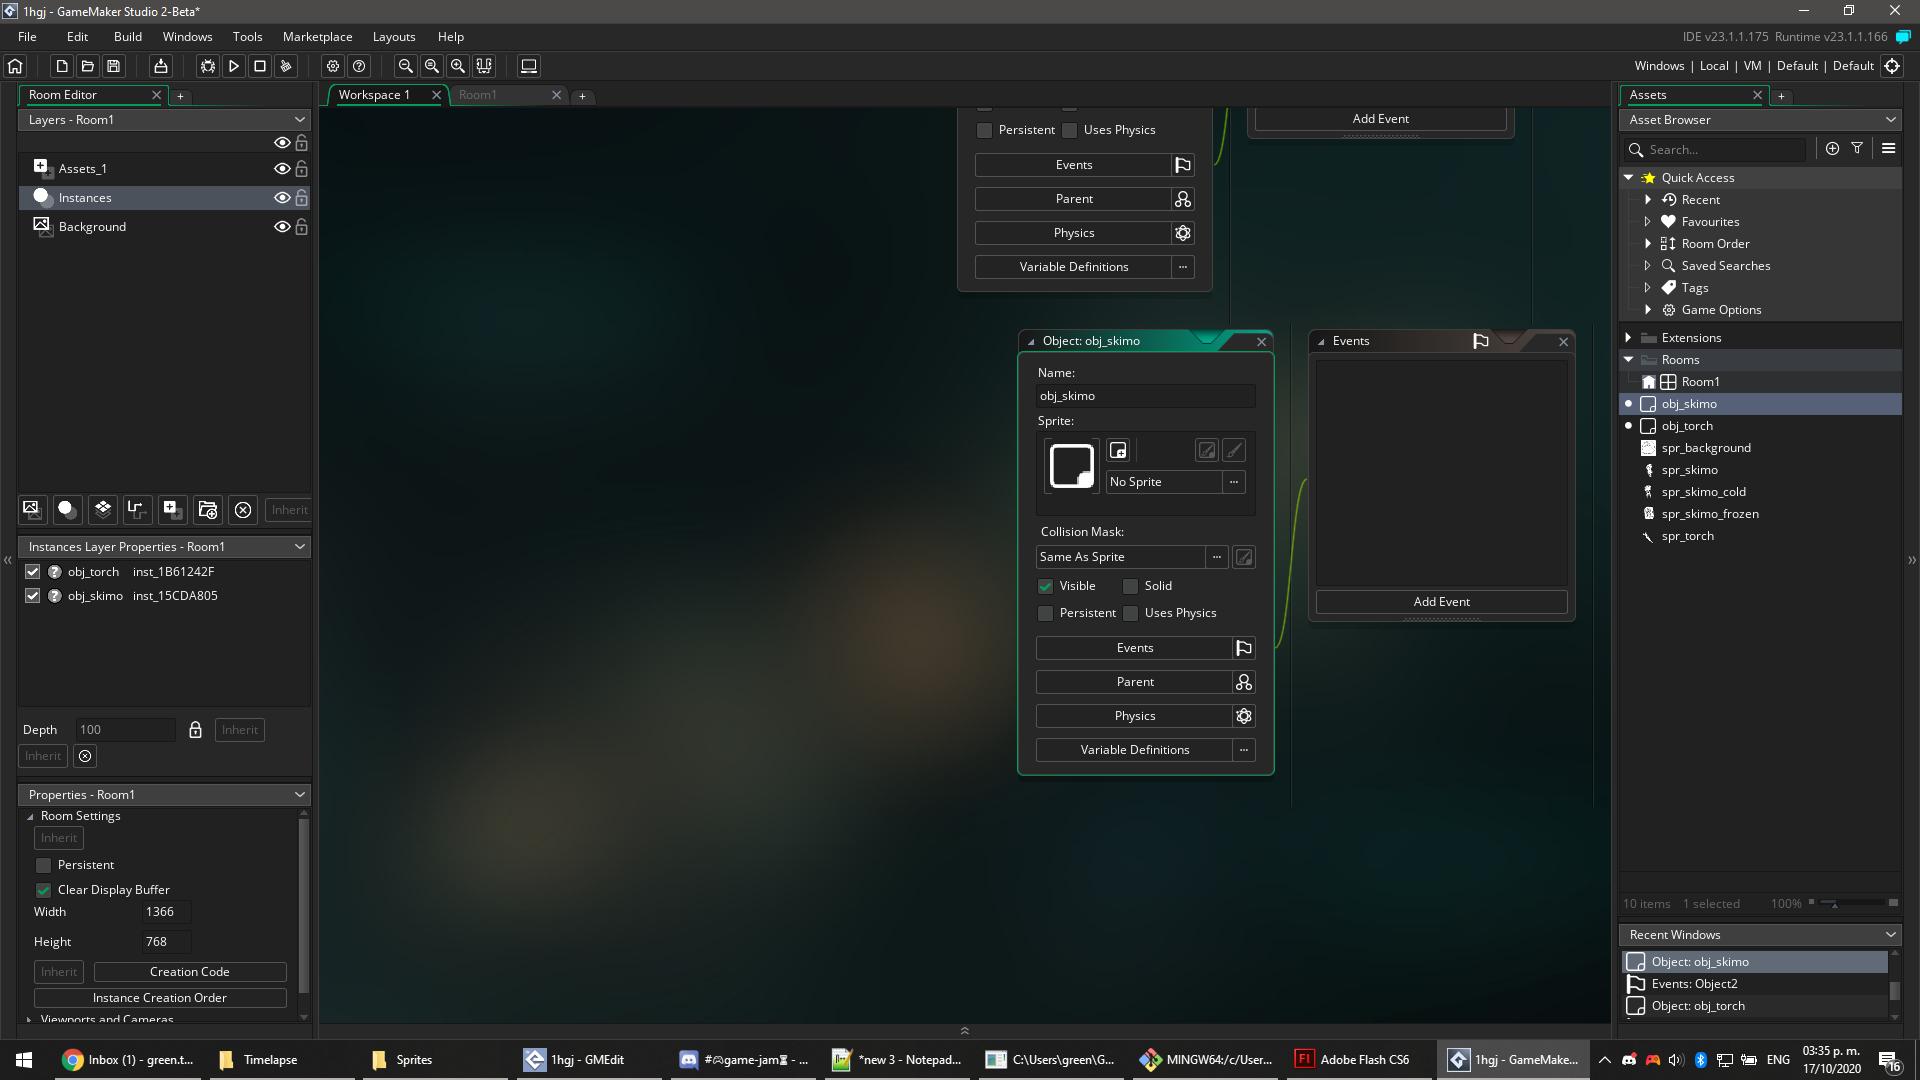 1hgj - GameMaker Studio 2-Beta*
File Edit Build Windows Tools Marketplace Layouts Help
IDE v23.1.1.175 Runtime v23.1.1.166
Windows | Local | VM | Default | Default
Room Editor
Layers - Room1
Assets_1
Instances
Background
Inherit
Instances Layer Properties - Room1
obj_torch inst_1B61242F
obj_skimo inst_15CDA805
Depth 100 Inherit
Inherit
Properties - Room1
Room Settings
Inherit
Persistent
Clear Display Buffer
Width 1366
Height 768
Inherit Creation Code
Instance Creation Order
Viewports and Cameras
Workspace 1
Room1
Persistent Uses Physics
Events
Parent
Physics
Variable Definitions
Add Event
Object: obj_skimo
Name:
obj_skimo
Sprite:
No Sprite
Collision Mask:
Same As Sprite
Visible Solid
Persistent Uses Physics
Events
Parent
Physics
Variable Definitions
Events
Add Event
Assets
Asset Browser
Search...
Quick Access
Recent
Favourites
Room Order
Saved Searches
Tags
Game Options
Extensions
Rooms
Room1
obj_skimo
obj_torch
spr_background
spr_skimo
spr_skimo_cold
spr_skimo_frozen
spr_torch
10 items 1 selected 100%
Recent Windows
Object: obj_skimo
Events: Object2
Object: obj_torch
Inbox (1) - green.t...
Timelapse
Sprites
1hgj - GMEdit
#🎮game-jam⏳ - ...
*new 3 - Notepad...
C:\Users\green\G...
MINGW64:/c/User...
Fl Adobe Flash CS6
1hgj - GameMake...
ENG
03:35 p. m.
17/10/2020
16